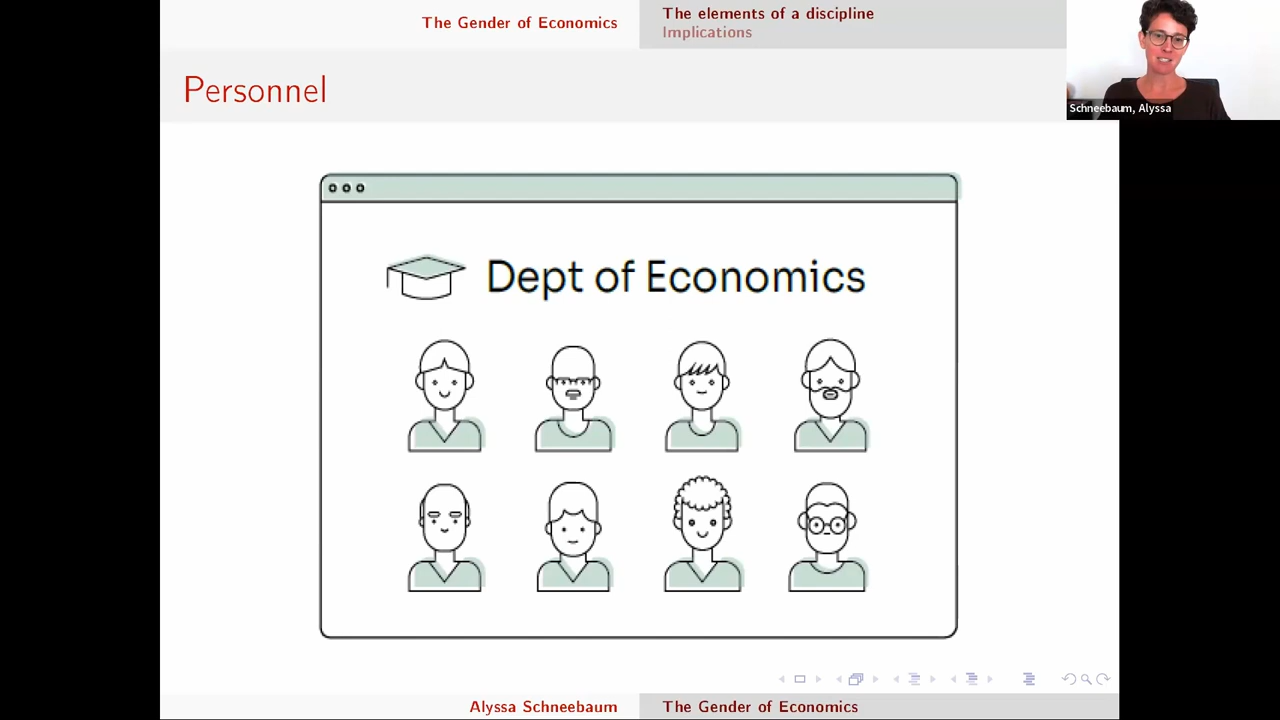 The Gender of Economics
The elements of a discipline
Implications
Personnel
Schneebaum, Alyssa
Dept of Economics
Alyssa Schneebaum
The Gender of Economics